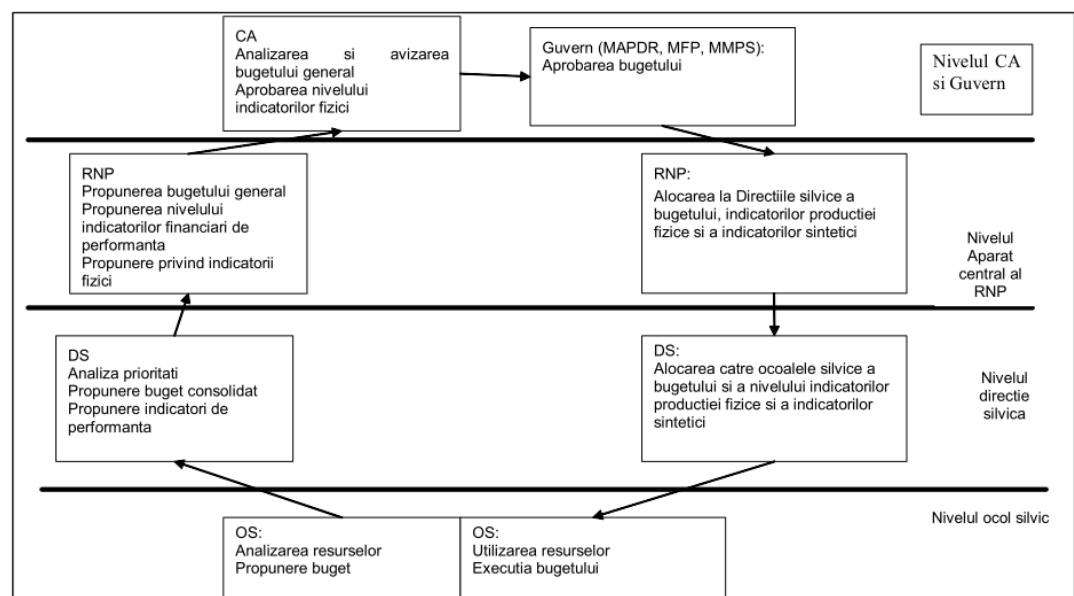 CA
Analizarea si avizarea
bugetului general
Aprobarea nivelului
indicatorilor fizici
Guvern (MAPDR, MFP, MMPS):
Aprobarea bugetului
Nivelul CA
si Guvern
RNP
Propunerea bugetului general
Propunerea nivelului
indicatorilor financiari de
performanta
Propunere privind indicatorii
fizici
RNP:
Alocarea la Directiile silvice a
bugetului, indicatorilor productiei
fizice si a indicatorilor sintetici
Nivelul
Aparat
central al
RNP
DS
Analiza prioritati
Propunere buget consolidat
Propunere indicatori de
performanta
DS:
Alocarea catre ocoalele silvice a
bugetului si a nivelului indicatorilor
productiei fizice si a indicatorilor
sintetici
Nivelul
directie
silvica
OS:
Analizarea resurselor
Propunere buget
OS:
Utilizarea resurselor
Executia bugetului
Nivelul ocol silvic